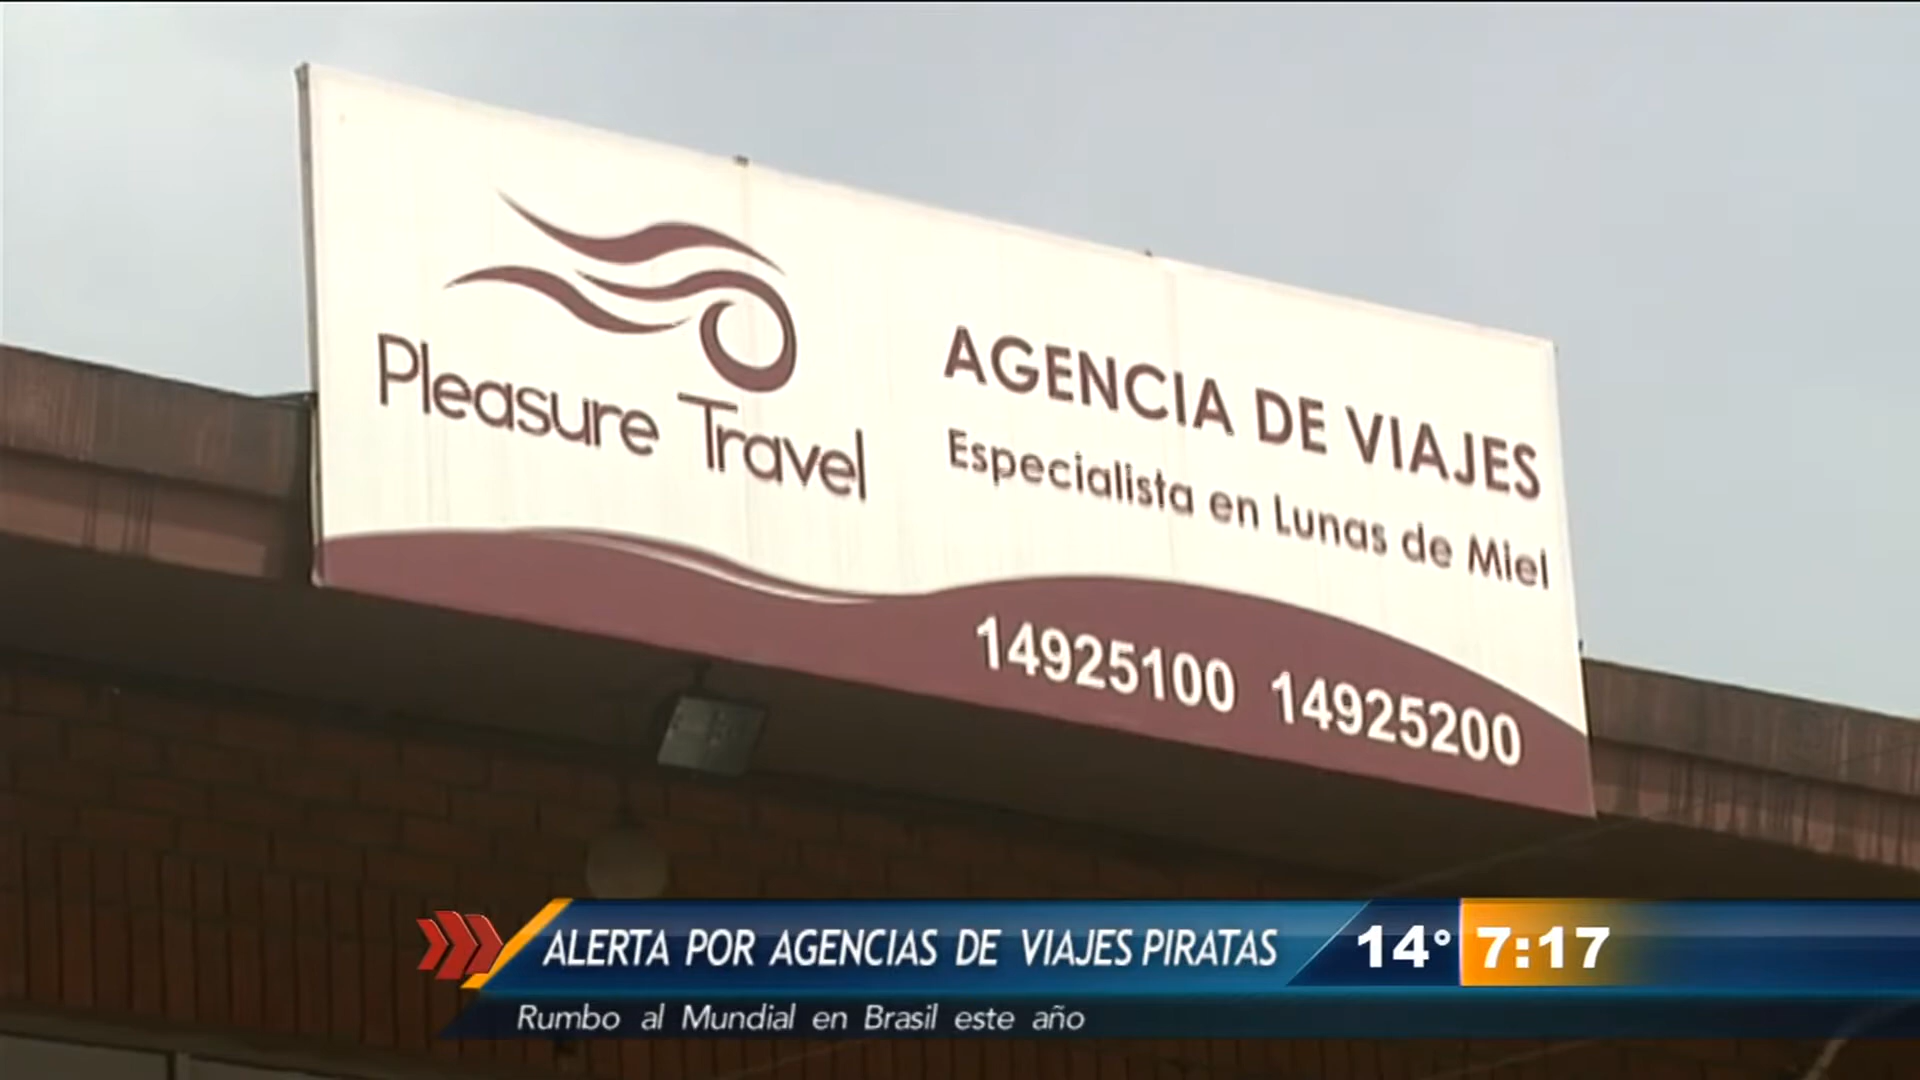 Pleasure Travel
AGENCIA DE VIAJES
Especialista en Lunas de Miel
14925100 14925200
ALERTA POR AGENCIAS DE VIAJES PIRATAS
14° 7:17
Rumbo al Mundial en Brasil este año